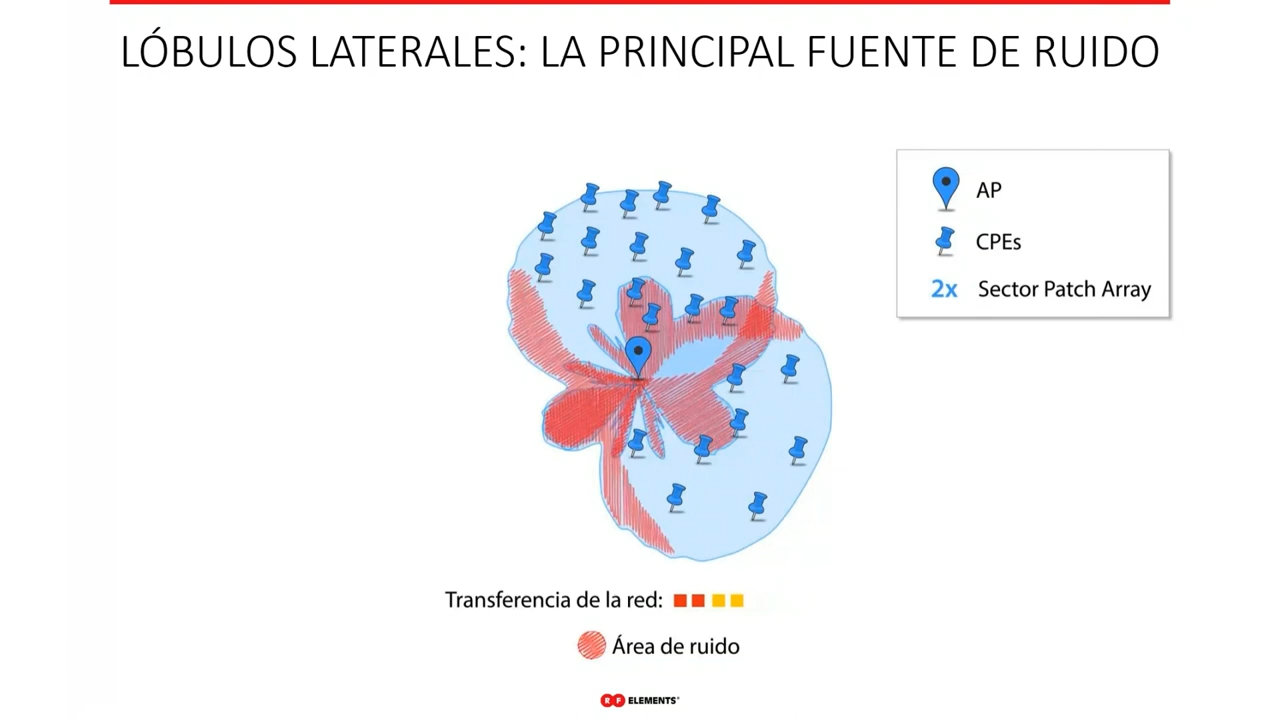 LÓBULOS LATERALES: LA PRINCIPAL FUENTE DE RUIDO
AP
CPEs
2x Sector Patch Array
Transferencia de la red:
Área de ruido
RF ELEMENTS®